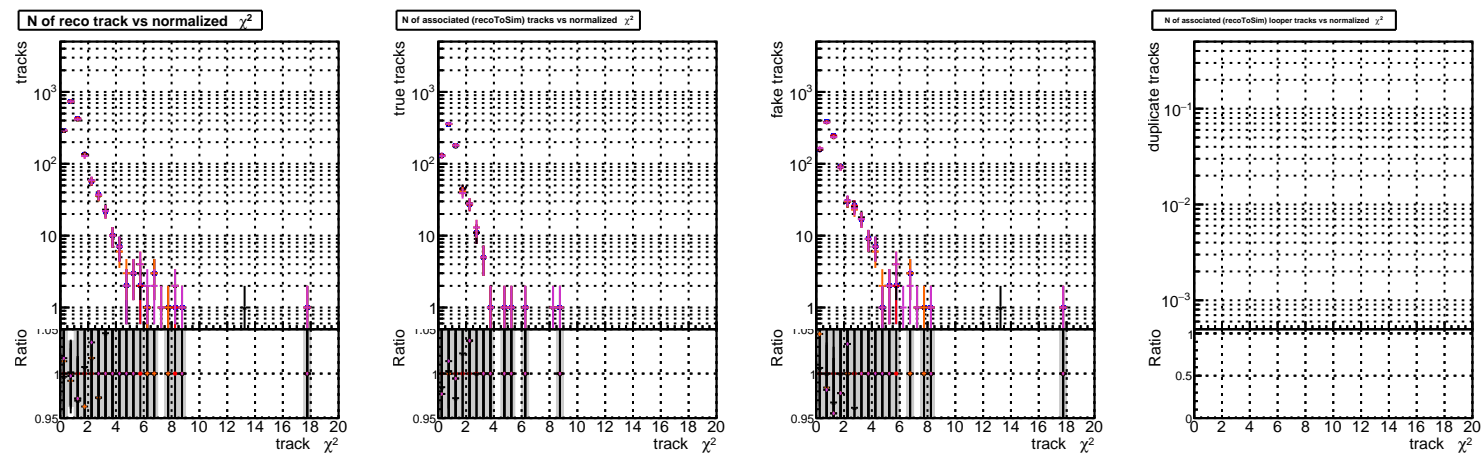 N of reco track vs normalized χ²
tracks
10³
10²
10
1
1.05
Ratio
1
0.95
0 2 4 6 8 10 12 14 16 18 20
track χ²
N of associated (recoToSim) tracks vs normalized χ²
true tracks
10³
10²
10
1
1.05
Ratio
1
0.95
0 2 4 6 8 10 12 14 16 18 20
track χ²
fake tracks
10³
10²
10
1
1.05
Ratio
1
0.95
0 2 4 6 8 10 12 14 16 18 20
track χ²
N of associated (recoToSim) looper tracks vs normalized χ²
duplicate tracks
10⁻¹
10⁻²
10⁻³
Ratio
1
0.5
0
0 2 4 6 8 10 12 14 16 18 20
track χ²